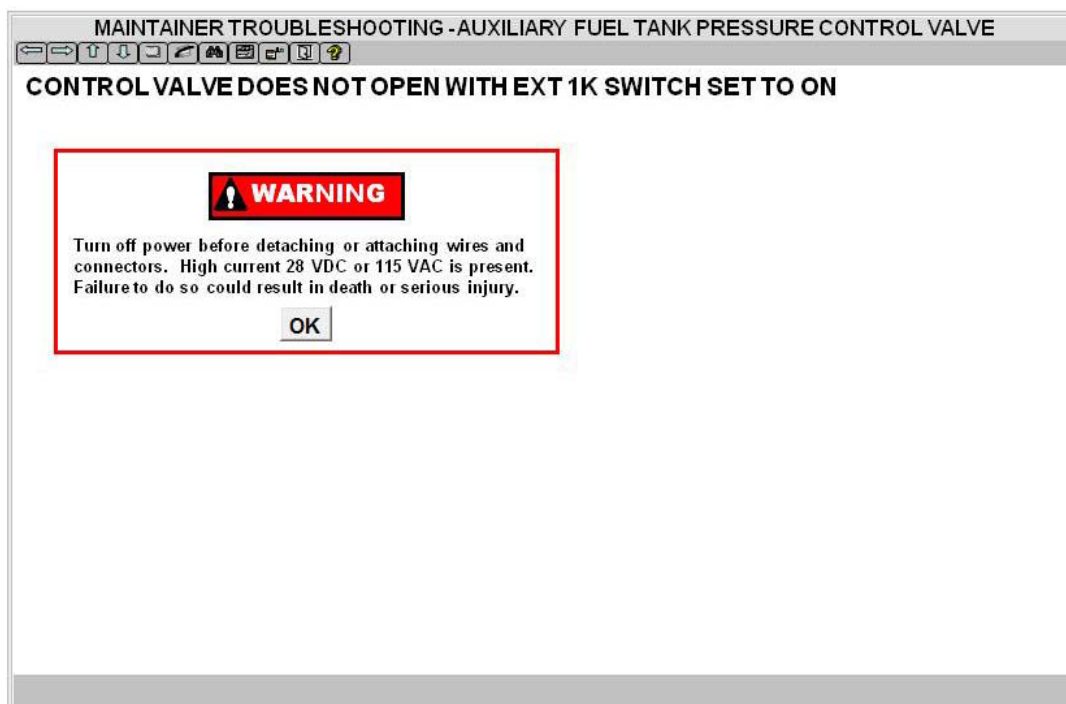 MAINTAINER TROUBLESHOOTING - AUXILIARY FUEL TANK PRESSURE CONTROL VALVE
CONTROL VALVE DOES NOT OPEN WITH EXT 1K SWITCH SET TO ON
WARNING
Turn off power before detaching or attaching wires and
connectors. High current 28 VDC or 115 VAC is present.
Failure to do so could result in death or serious injury.
OK